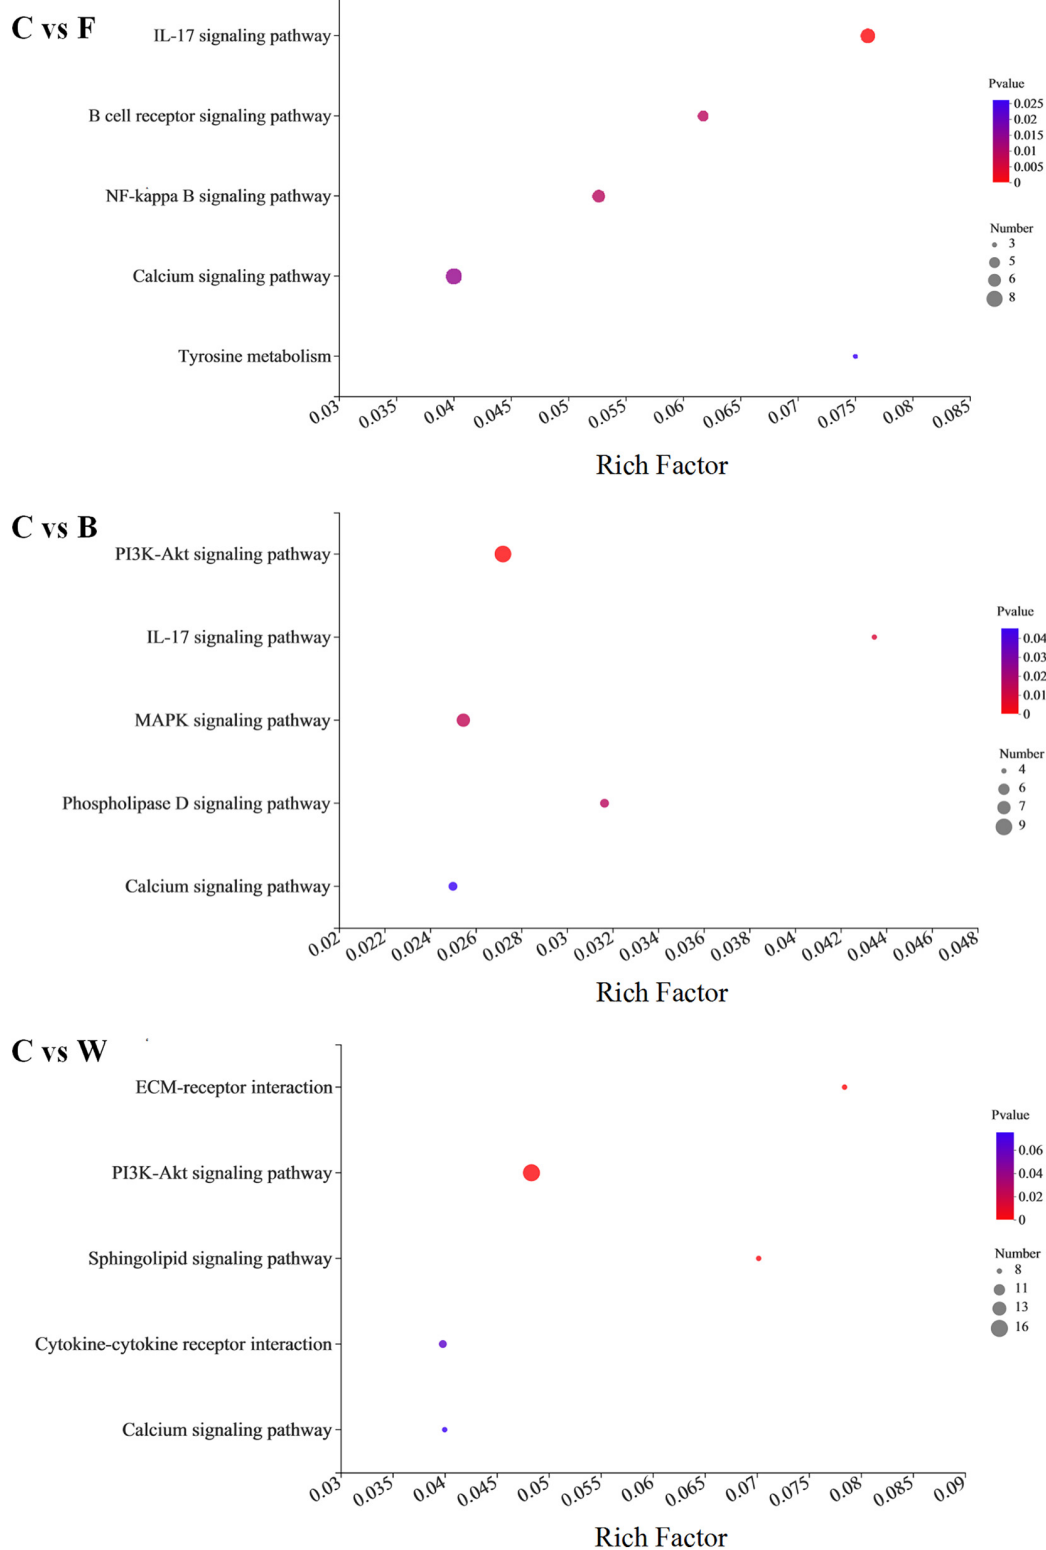 C vs F
IL-17 signaling pathway
B cell receptor signaling pathway
NF-kappa B signaling pathway
Calcium signaling pathway
Tyrosine metabolism
0.03 0.035 0.04 0.045 0.05 0.055 0.06 0.065 0.07 0.075 0.08 0.085
Rich Factor
Pvalue
0.025
0.02
0.015
0.01
0.005
0
Number
3
5
6
8
C vs B
PI3K-Akt signaling pathway
IL-17 signaling pathway
MAPK signaling pathway
Phospholipase D signaling pathway
Calcium signaling pathway
0.02 0.022 0.024 0.026 0.028 0.03 0.032 0.034 0.036 0.038 0.04 0.042 0.044 0.046 0.048
Rich Factor
Pvalue
0.04
0.03
0.02
0.01
0
Number
4
6
7
9
C vs W
ECM-receptor interaction
PI3K-Akt signaling pathway
Sphingolipid signaling pathway
Cytokine-cytokine receptor interaction
Calcium signaling pathway
0.03 0.035 0.04 0.045 0.05 0.055 0.06 0.065 0.07 0.075 0.08 0.085 0.09
Rich Factor
Pvalue
0.06
0.04
0.02
0
Number
8
11
13
16